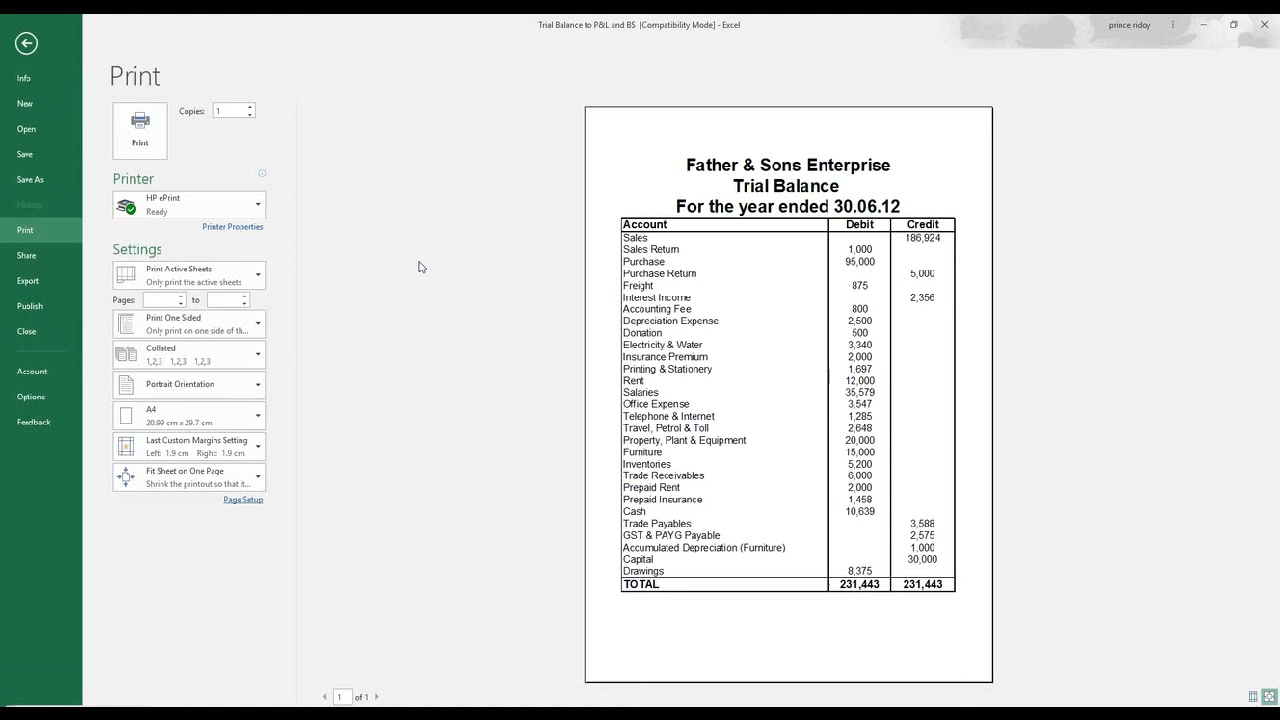 Trial Balance to P&L and BS [Compatibility Mode] - Excel
prince ridoy
Info
New
Open
Save
Save As
History
Print
Share
Export
Publish
Close
Account
Options
Feedback
Print
Print
Copies: 1
Printer
HP ePrint
Ready
Printer Properties
Settings
Print Active Sheets
Only print the active sheets
Pages: to
Print One Sided
Only print on one side of th...
Collated
1,2,3 1,2,3 1,2,3
Portrait Orientation
A4
20.99 cm x 29.7 cm
Last Custom Margins Setting
Left: 1.9 cm Right: 1.9 cm
Fit Sheet on One Page
Shrink the printout so that it...
Page Setup
Father & Sons Enterprise
Trial Balance
For the year ended 30.06.12
Account Debit Credit
Sales 186,924
Sales Return 1,000
Purchase 95,000
Purchase Return 5,000
Freight 875
Interest Income 2,356
Accounting Fee 800
Depreciation Expense 2,500
Donation 500
Electricity & Water 3,340
Insurance Premium 2,000
Printing & Stationery 1,697
Rent 12,000
Salaries 35,579
Office Expense 3,547
Telephone & Internet 1,285
Travel, Petrol & Toll 2,648
Property, Plant & Equipment 20,000
Furniture 15,000
Inventories 5,200
Trade Receivables 6,000
Prepaid Rent 2,000
Prepaid Insurance 1,458
Cash 10,639
Trade Payables 3,588
GST & PAYG Payable 2,575
Accumulated Depreciation (Furniture) 1,000
Capital 30,000
Drawings 8,375
TOTAL 231,443 231,443
1 of 1